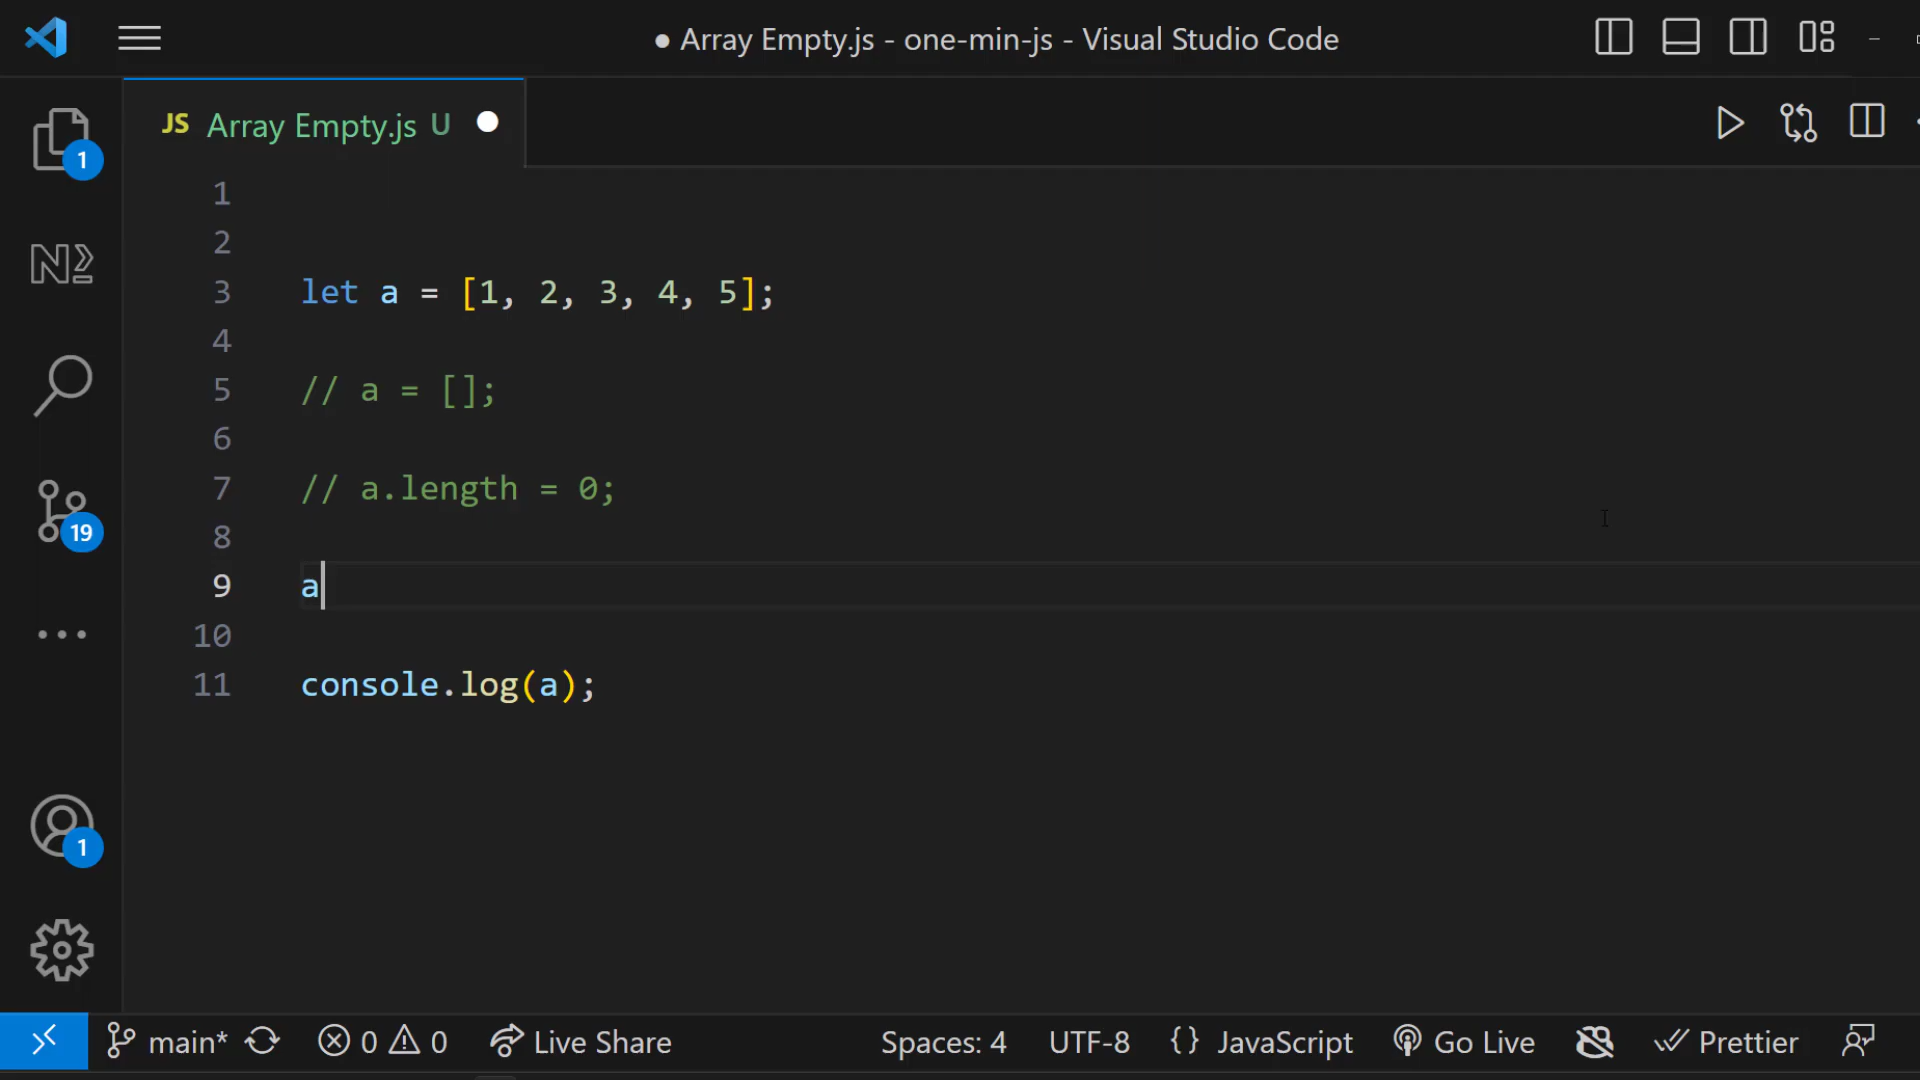 ● Array Empty.js - one-min-js - Visual Studio Code
JS Array Empty.js U
1
1
2
3 let a = [1, 2, 3, 4, 5];
4
5 // a = [];
6
7 // a.length = 0;
8
9 a
10
11 console.log(a);
19
1
main* 0 0 Live Share Spaces: 4 UTF-8 {} JavaScript Go Live Prettier